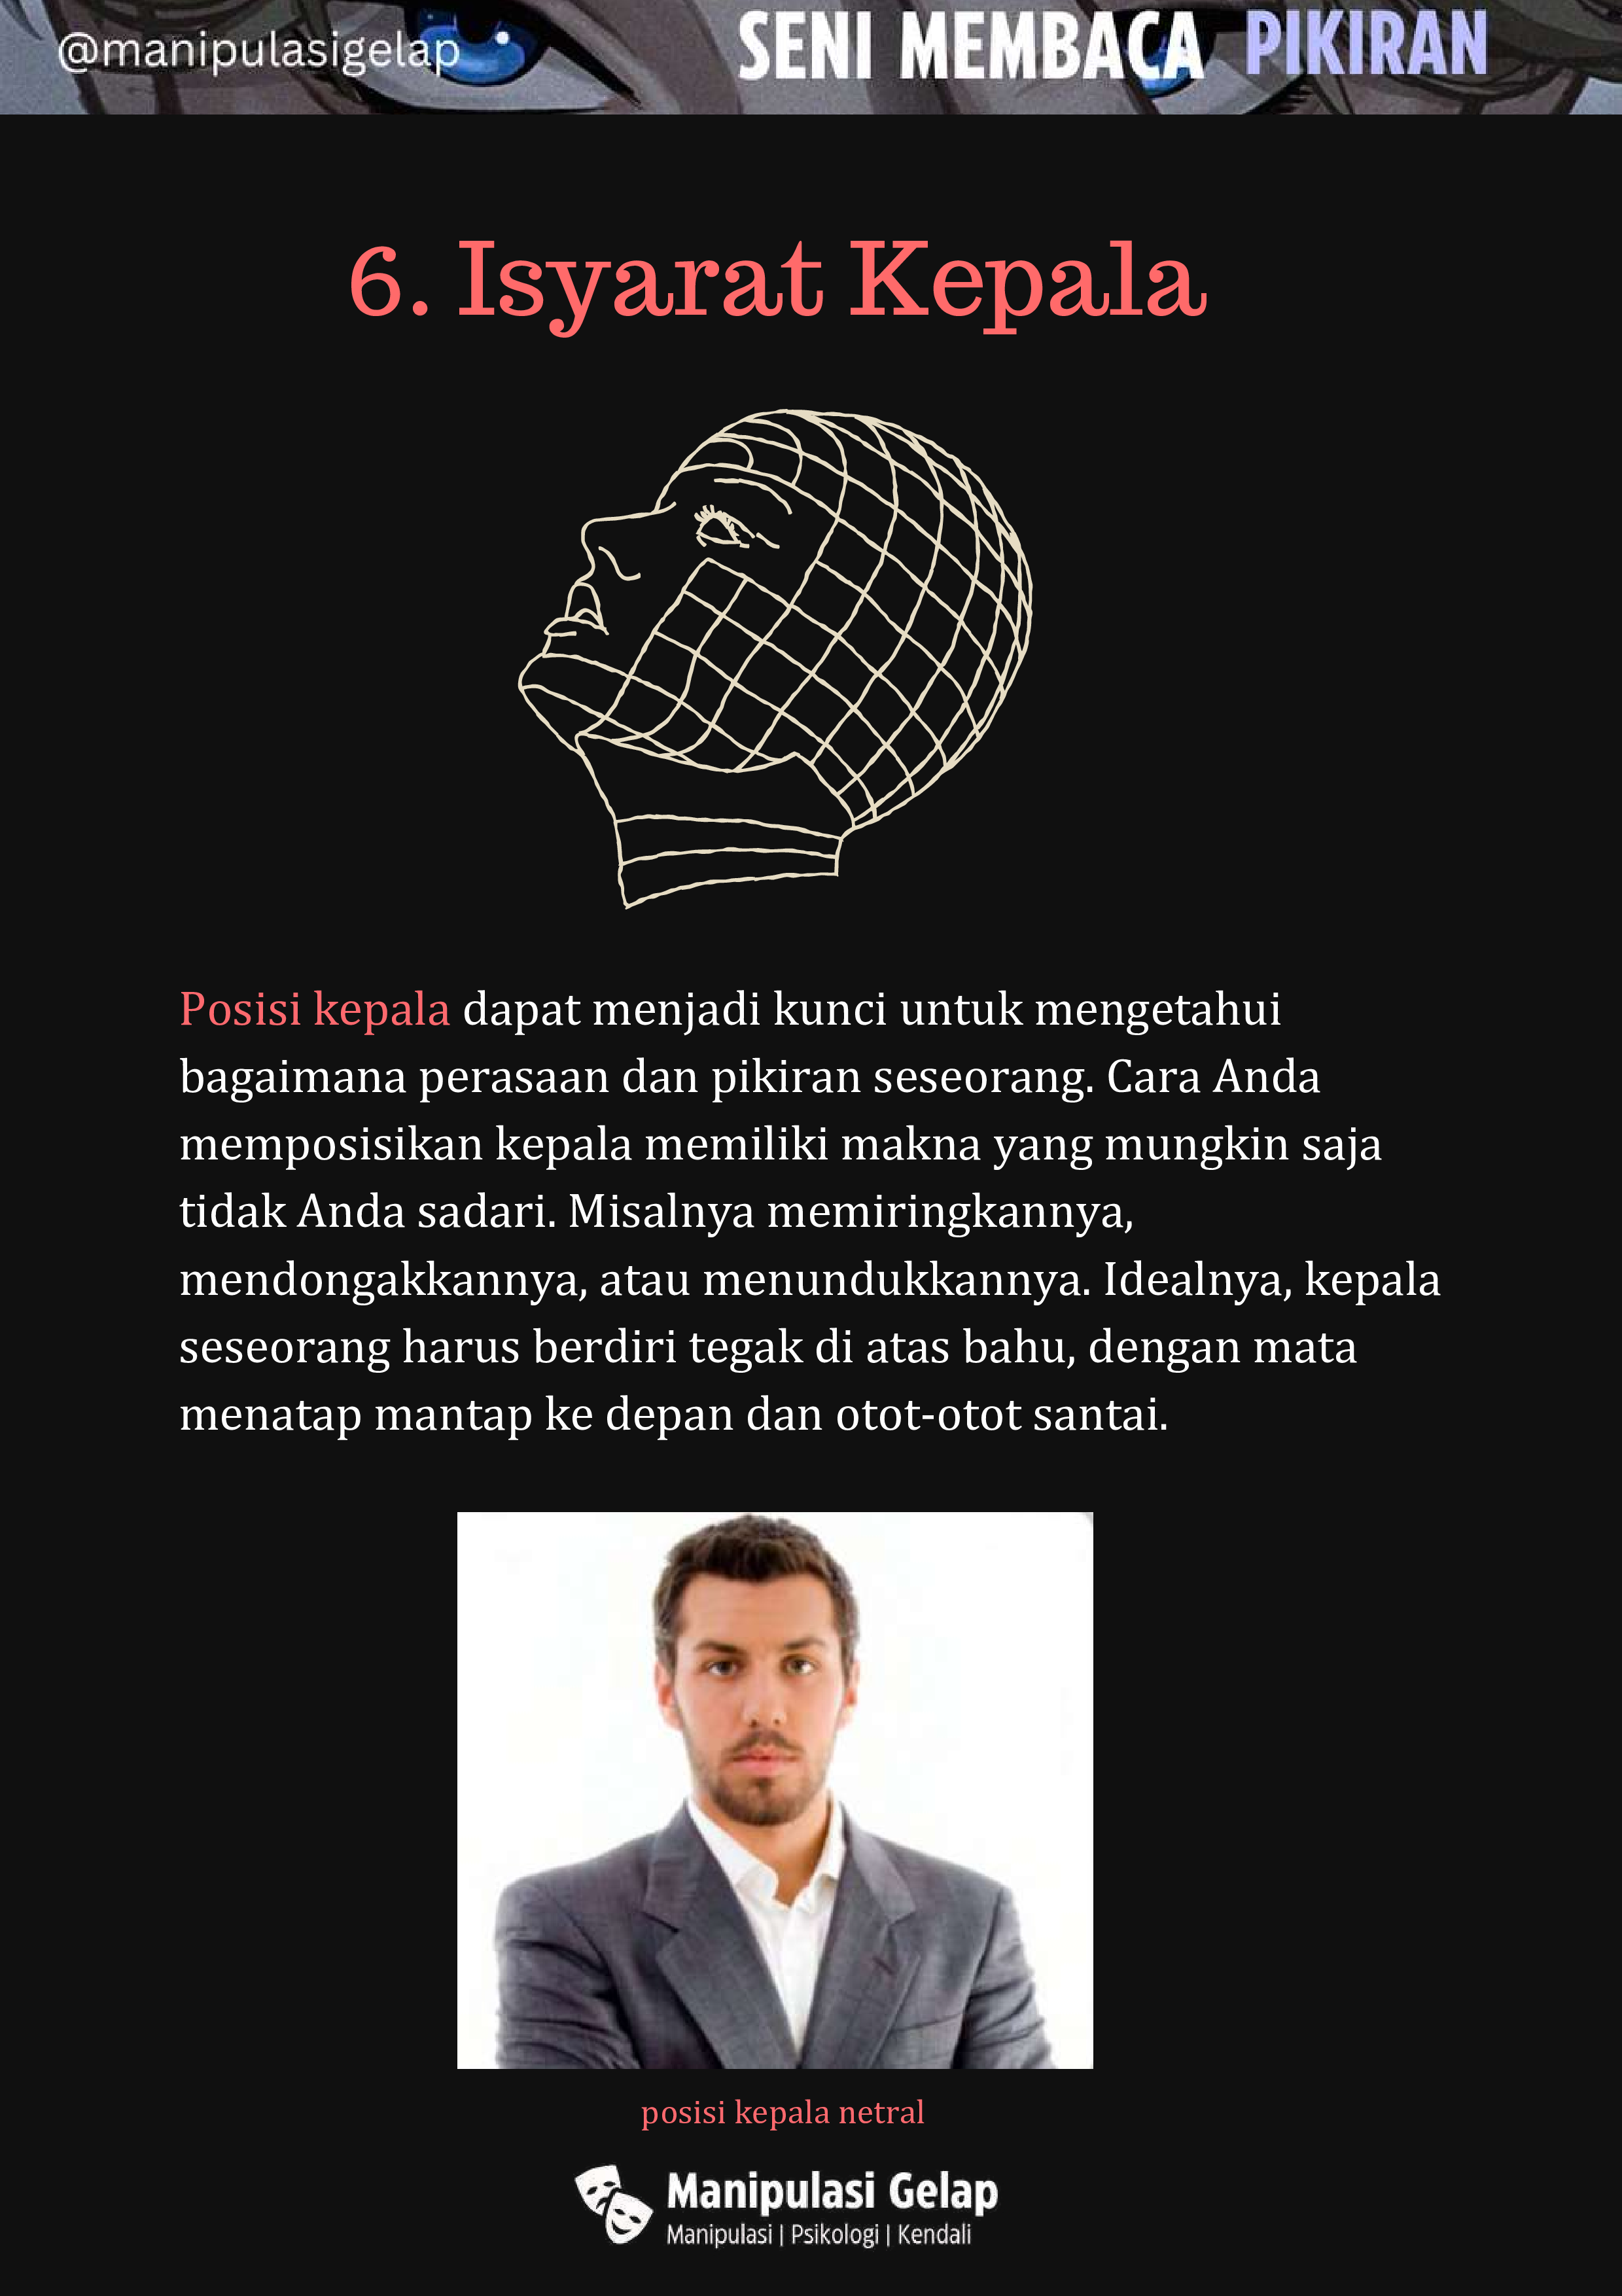 @manipulasigelap
SENI MEMBACA PIKIRAN
6. Isyarat Kepala
Posisi kepala dapat menjadi kunci untuk mengetahui
bagaimana perasaan dan pikiran seseorang. Cara Anda
memposisikan kepala memiliki makna yang mungkin saja
tidak Anda sadari. Misalnya memiringkannya,
mendongakkannya, atau menundukkannya. Idealnya, kepala
seseorang harus berdiri tegak di atas bahu, dengan mata
menatap mantap ke depan dan otot-otot santai.
posisi kepala netral
Manipulasi Gelap
Manipulasi | Psikologi | Kendali